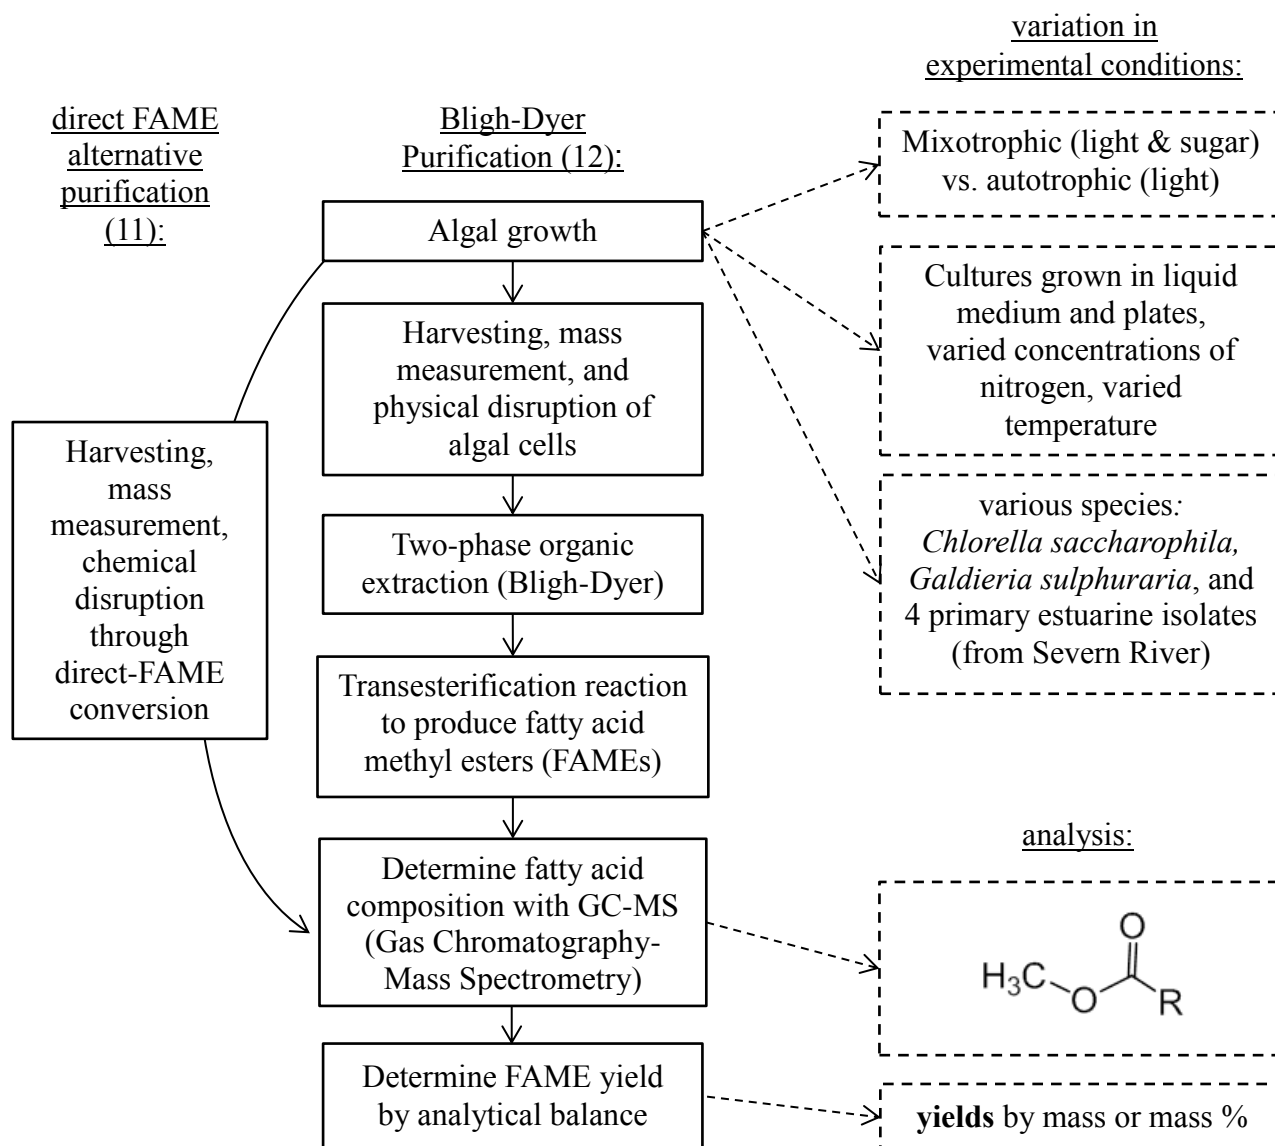 direct FAME
alternative
purification
(11):
Harvesting,
mass
measurement,
chemical
disruption
through
direct-FAME
conversion
Bligh-Dyer
Purification (12):
Algal growth
Harvesting, mass
measurement, and
physical disruption of
algal cells
Two-phase organic
extraction (Bligh-Dyer)
Transesterification reaction
to produce fatty acid
methyl esters (FAMEs)
Determine fatty acid
composition with GC-MS
(Gas Chromatography-
Mass Spectrometry)
Determine FAME yield
by analytical balance
variation in
experimental conditions:
Mixotrophic (light & sugar)
vs. autotrophic (light)
Cultures grown in liquid
medium and plates,
varied concentrations of
nitrogen, varied
temperature
various species:
Chlorella saccharophila,
Galdieria sulphuraria, and
4 primary estuarine isolates
(from Severn River)
analysis:
O
H3C
O
R
yields by mass or mass %